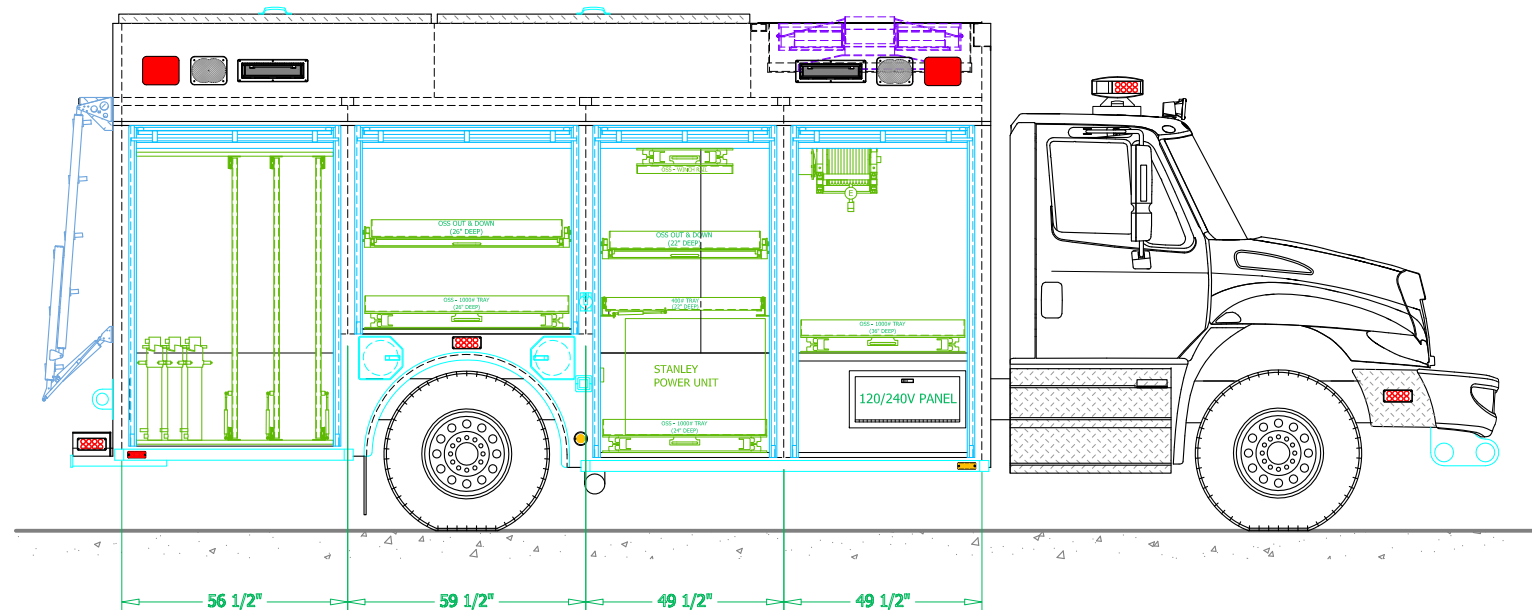 OSS - WINCH RAIL
OSS OUT & DOWN
(26" DEEP)
OSS OUT & DOWN
(22" DEEP)
OSS - 1000# TRAY
(26" DEEP)
400# TRAY
(22" DEEP)
OSS - 1000# TRAY
(36" DEEP)
E
STANLEY
POWER UNIT
120/240V PANEL
OSS - 1000# TRAY
(24" DEEP)
56 1/2"
59 1/2"
49 1/2"
49 1/2"